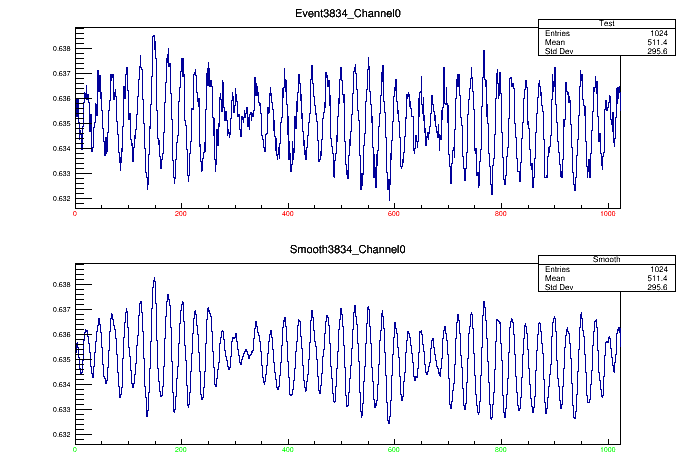 Event3834_Channel0
Test
Entries 1024
Mean 511.4
Std Dev 295.6
0.638
0.637
0.636
0.635
0.634
0.633
0.632
0 200 400 600 800 1000
Smooth3834_Channel0
Smooth
Entries 1024
Mean 511.4
Std Dev 295.6
0.638
0.637
0.636
0.635
0.634
0.633
0.632
0 200 400 600 800 1000